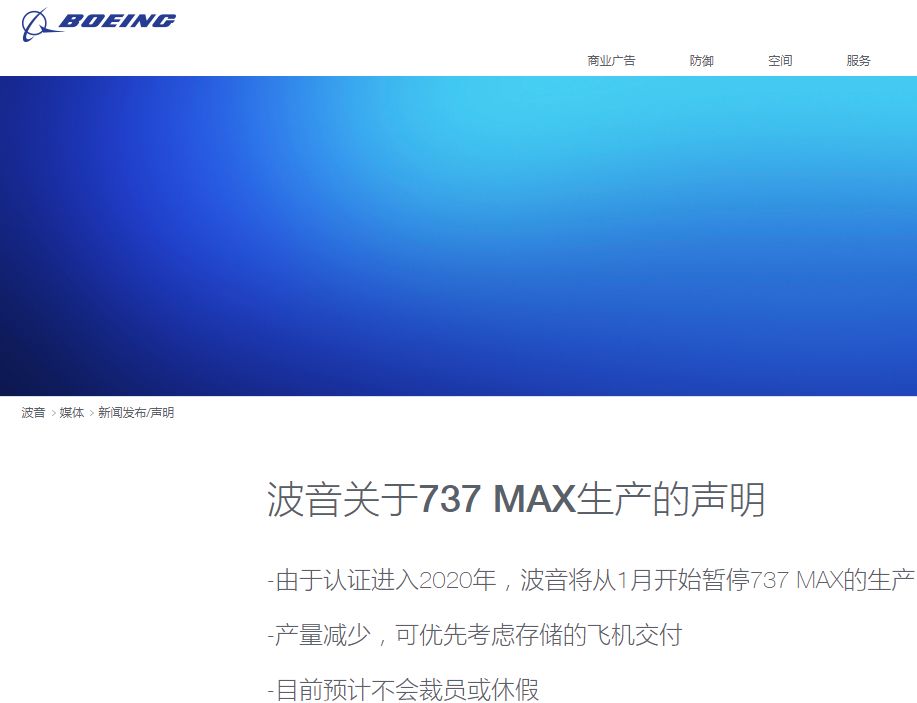 BOEING
商业广告 防御 空间 服务
波音 > 媒体 > 新闻发布/声明
波音关于737 MAX生产的声明
-由于认证进入2020年，波音将从1月开始暂停737 MAX的生产
-产量减少，可优先考虑存储的飞机交付
-目前预计不会裁员或休假